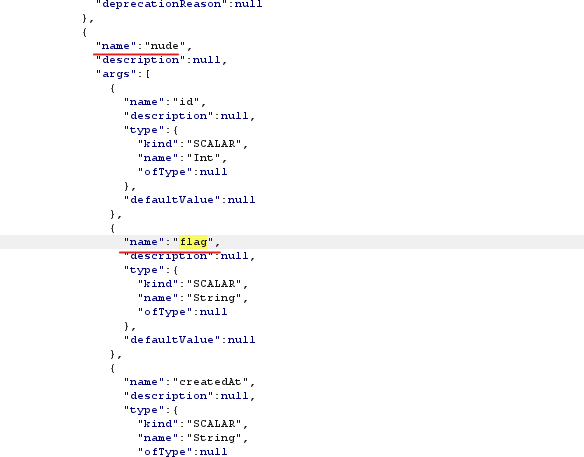 "deprecationReason":null
},
{
"name":"nude",
"description":null,
"args":[
{
"name":"id",
"description":null,
"type":{
"kind":"SCALAR",
"name":"Int",
"ofType":null
},
"defaultValue":null
},
{
"name":"flag",
"description":null,
"type":{
"kind":"SCALAR",
"name":"String",
"ofType":null
},
"defaultValue":null
},
{
"name":"createdAt",
"description":null,
"type":{
"kind":"SCALAR",
"name":"String",
"ofType":null